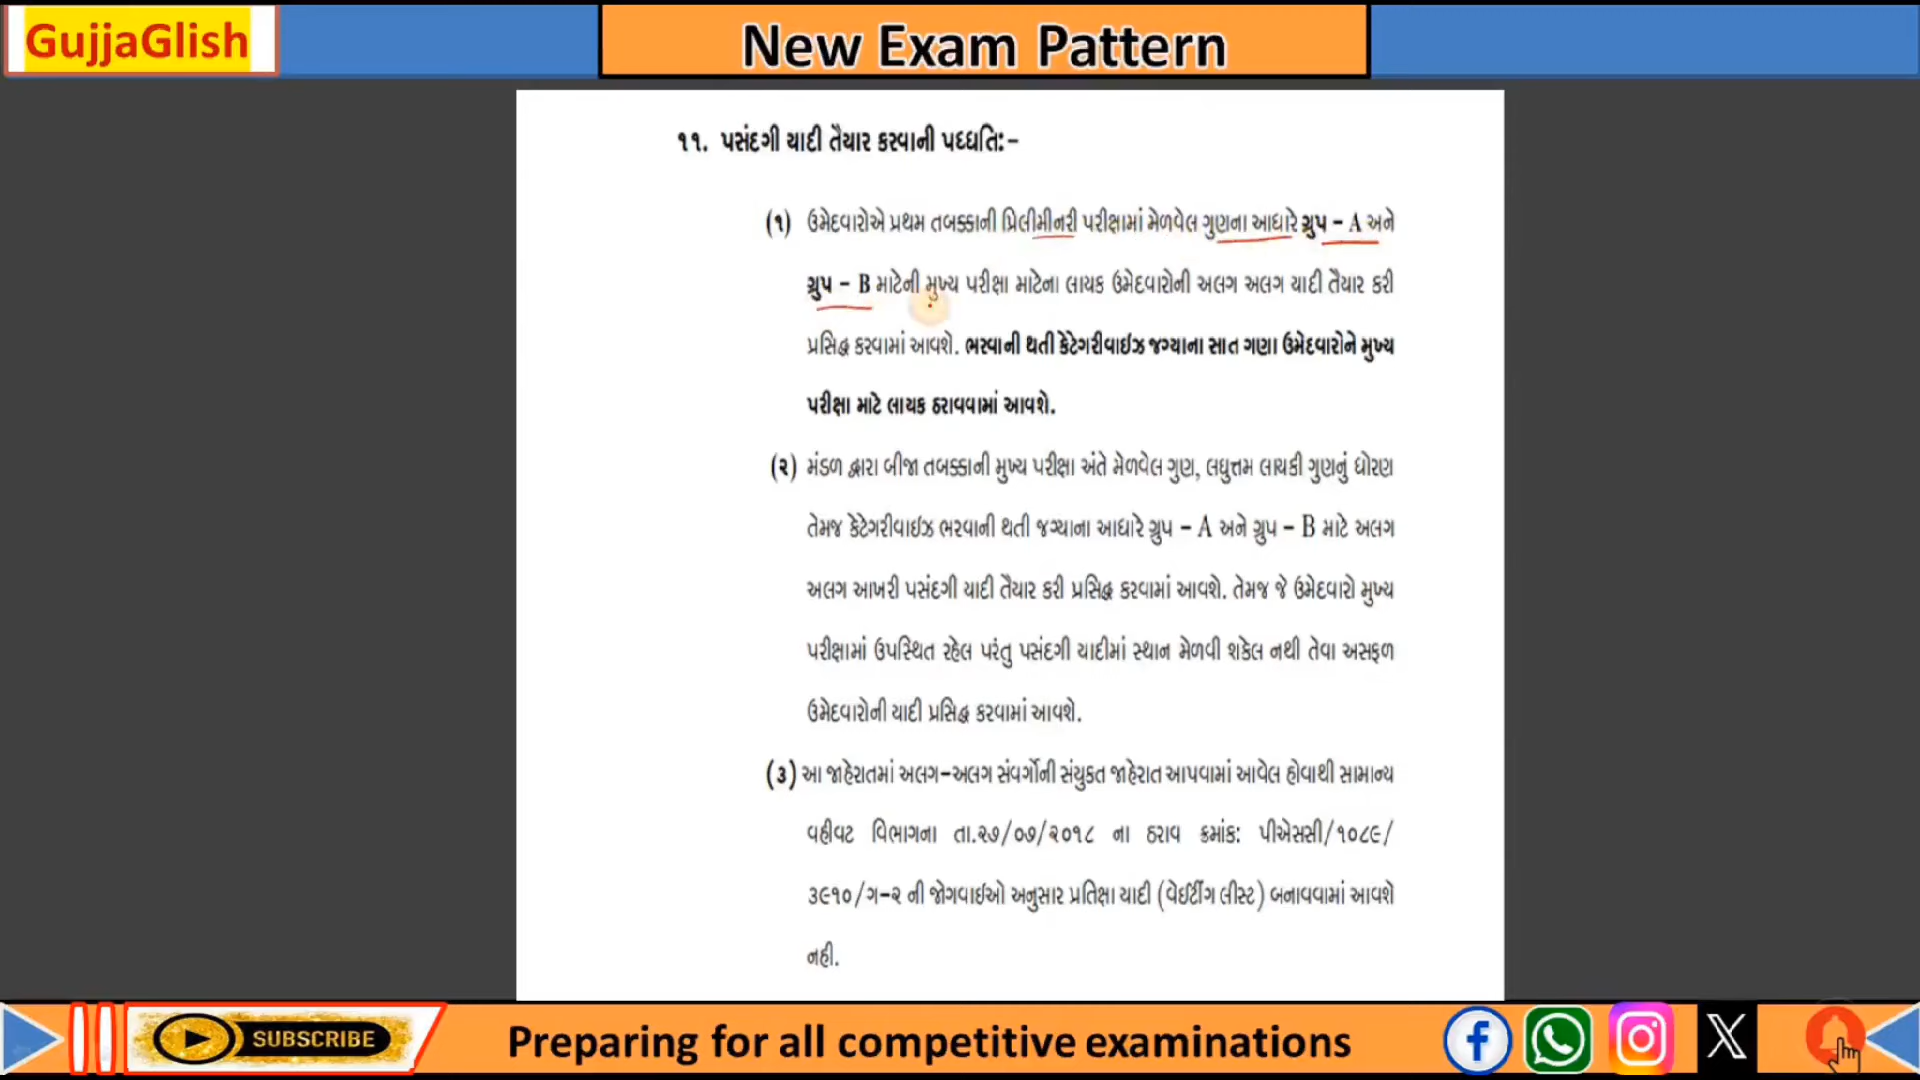 GujjaGlish
New Exam Pattern
૧૧. પસંદગી યાદી તૈયાર કરવાની પધ્ધતિઃ-
(૧) ઉમેદવારોએ પ્રથમ તબક્કાની પ્રિલીમીનરી પરીક્ષામાં મેળવેલ ગુણના આધારે ગ્રુપ - A અને
ગ્રુપ - B માટેની મુખ્ય પરીક્ષા માટેના લાયક ઉમેદવારોની અલગ અલગ યાદી તૈયાર કરી
પ્રસિદ્ધ કરવામાં આવશે. ભરવાની થતી કેટેગરીવાઇઝ જગ્યાના સાત ગણા ઉમેદવારોને મુખ્ય
પરીક્ષા માટે લાયક ઠરાવવામાં આવશે.
(૨) મંડળ દ્વારા બીજા તબક્કાની મુખ્ય પરીક્ષા અંતે મેળવેલ ગુણ, લઘુત્તમ લાયકી ગુણનું ધોરણ
તેમજ કેટેગરીવાઇઝ ભરવાની થતી જગ્યાના આધારે ગ્રુપ - A અને ગ્રુપ - B માટે અલગ
અલગ આખરી પસંદગી યાદી તૈયાર કરી પ્રસિદ્ધ કરવામાં આવશે. તેમજ જે ઉમેદવારો મુખ્ય
પરીક્ષામાં ઉપસ્થિત રહેલ પરંતુ પસંદગી યાદીમાં સ્થાન મેળવી શકેલ નથી તેવા અસફળ
ઉમેદવારોની યાદી પ્રસિદ્ધ કરવામાં આવશે.
(૩) આ જાહેરાતમાં અલગ-અલગ સંવર્ગોની સંયુક્ત જાહેરાત આપવામાં આવેલ હોવાથી સામાન્ય
વહીવટ વિભાગના તા.૨૭/૦૭/૨૦૧૮ ના ઠરાવ ક્રમાંક: પીએસસી/૧૦૮૯/
૩૯૧૦/ગ-૨ ની જોગવાઇઓ અનુસાર પ્રતિક્ષા યાદી (વેઈટીંગ લીસ્ટ) બનાવવામાં આવશે
નહી.
SUBSCRIBE
Preparing for all competitive examinations